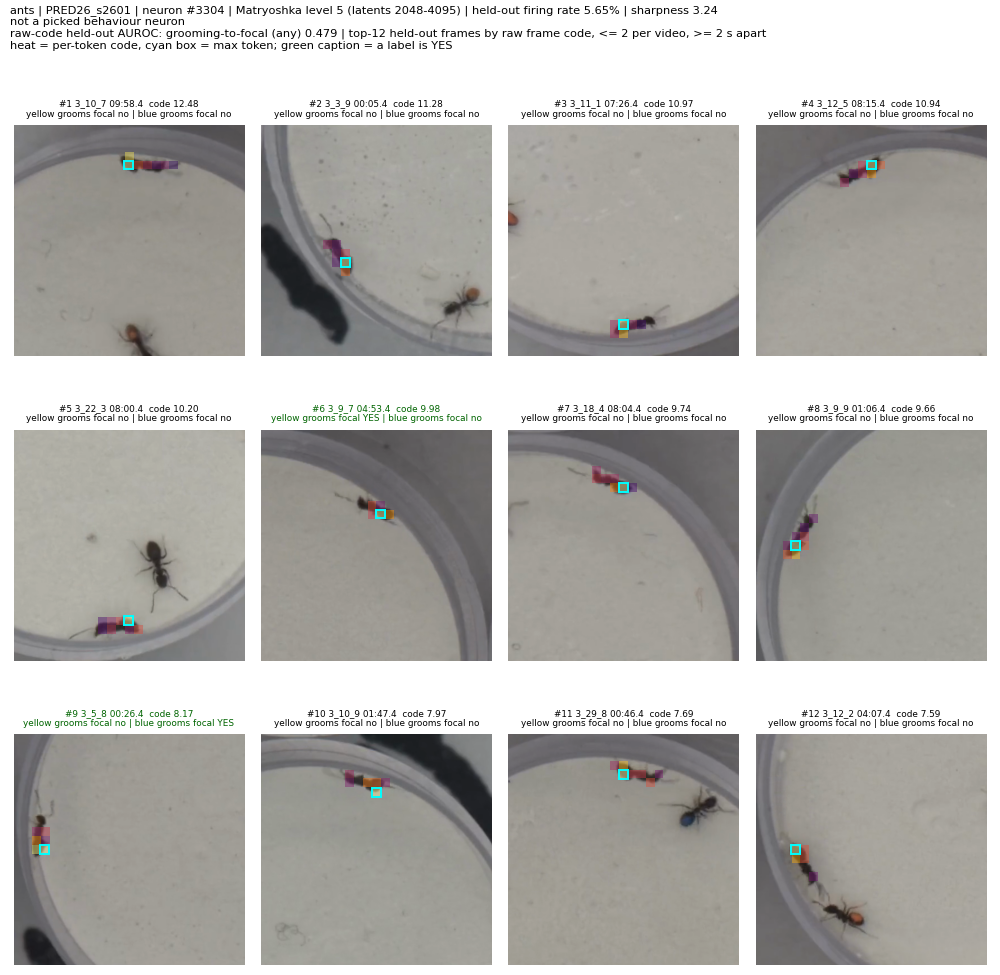 ants | PRED26_s2601 | neuron #3304 | Matryoshka level 5 (latents 2048-4095) | held-out firing rate 5.65% | sharpness 3.24
not a picked behaviour neuron
raw-code held-out AUROC: grooming-to-focal (any) 0.479 | top-12 held-out frames by raw frame code, <= 2 per video, >= 2 s apart
heat = per-token code, cyan box = max token; green caption = a label is YES
#1 3_10_7 09:58.4  code 12.48
yellow grooms focal no | blue grooms focal no
#2 3_3_9 00:05.4  code 11.28
yellow grooms focal no | blue grooms focal no
#3 3_11_1 07:26.4  code 10.97
yellow grooms focal no | blue grooms focal no
#4 3_12_5 08:15.4  code 10.94
yellow grooms focal no | blue grooms focal no
#5 3_22_3 08:00.4  code 10.20
yellow grooms focal no | blue grooms focal no
#6 3_9_7 04:53.4  code 9.98
yellow grooms focal YES | blue grooms focal no
#7 3_18_4 08:04.4  code 9.74
yellow grooms focal no | blue grooms focal no
#8 3_9_9 01:06.4  code 9.66
yellow grooms focal no | blue grooms focal no
#9 3_5_8 00:26.4  code 8.17
yellow grooms focal no | blue grooms focal YES
#10 3_10_9 01:47.4  code 7.97
yellow grooms focal no | blue grooms focal no
#11 3_29_8 00:46.4  code 7.69
yellow grooms focal no | blue grooms focal no
#12 3_12_2 04:07.4  code 7.59
yellow grooms focal no | blue grooms focal no